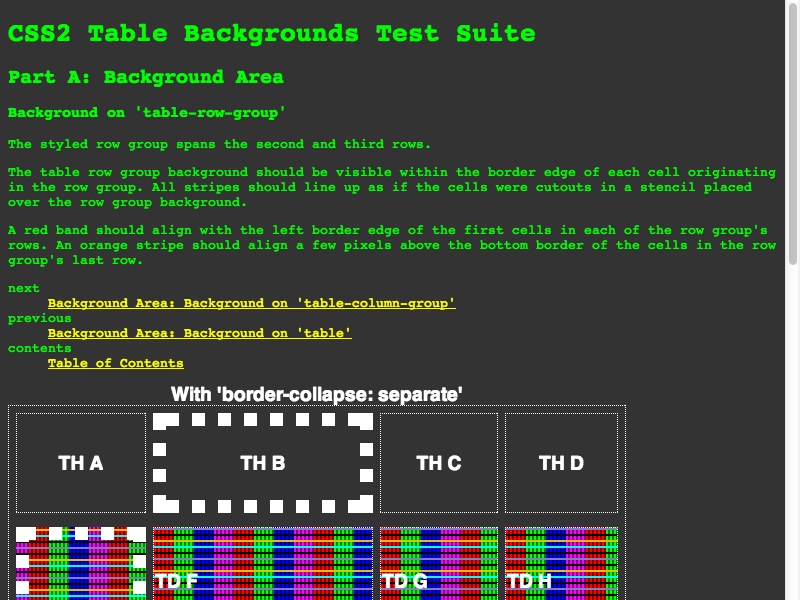 CSS2 Table Backgrounds Test Suite
Part A: Background Area
Background on 'table-row-group'
The styled row group spans the second and third rows.
The table row group background should be visible within the border edge of each cell originating
in the row group. All stripes should line up as if the cells were cutouts in a stencil placed
over the row group background.
A red band should align with the left border edge of the first cells in each of the row group's
rows. An orange stripe should align a few pixels above the bottom border of the cells in the row
group's last row.
next
Background Area: Background on 'table-column-group'
previous
Background Area: Background on 'table'
contents
Table of Contents
With 'border-collapse: separate'
TH A TH B TH C TH D
TD F TD G TD H